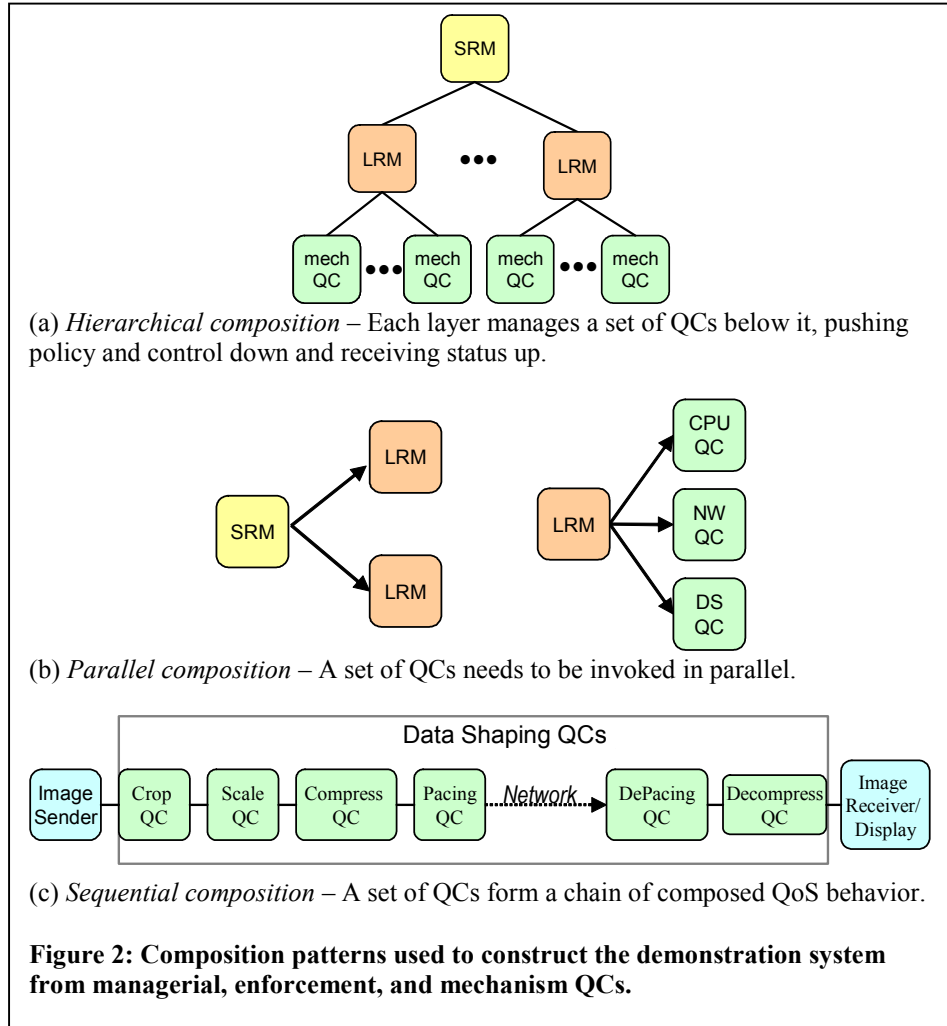 SRM
LRM
LRM
mech
QC
mech
QC
mech
QC
mech
QC
(a) Hierarchical composition – Each layer manages a set of QCs below it, pushing
policy and control down and receiving status up.
SRM
LRM
LRM
LRM
CPU
QC
NW
QC
DS
QC
(b) Parallel composition – A set of QCs needs to be invoked in parallel.
Data Shaping QCs
Image
Sender
Crop
QC
Scale
QC
Compress
QC
Pacing
QC
Network
DePacing
QC
Decompress
QC
Image
Receiver/
Display
(c) Sequential composition – A set of QCs form a chain of composed QoS behavior.
Figure 2: Composition patterns used to construct the demonstration system
from managerial, enforcement, and mechanism QCs.